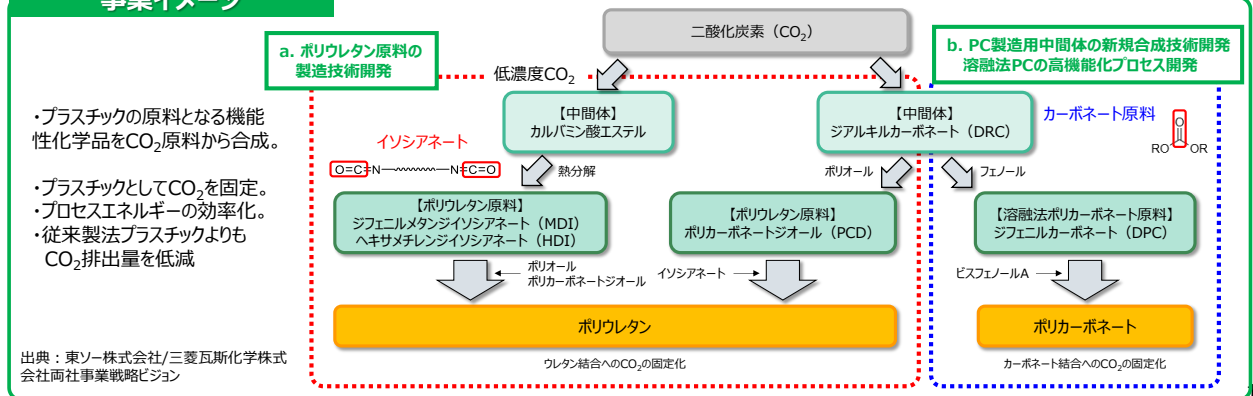 事業イメージ
二酸化炭素（CO₂）
a. ポリウレタン原料の
製造技術開発
b. PC製造用中間体の新規合成技術開発
溶融法PCの高機能化プロセス開発
低濃度CO₂
・プラスチックの原料となる機能
性化学品をCO₂原料から合成。
・プラスチックとしてCO₂を固定。
・プロセスエネルギーの効率化。
・従来製法プラスチックよりも
CO₂排出量を低減
【中間体】
カルバミン酸エステル
【中間体】
ジアルキルカーボネート（DRC）
カーボネート原料
O
RO OR
イソシアネート
O=C=N N=C=O
熱分解
ポリオール
フェノール
【ポリウレタン原料】
ジフェニルメタンジイソシアネート（MDI）
ヘキサメチレンジイソシアネート（HDI）
【ポリウレタン原料】
ポリカーボネートジオール（PCD）
【溶融法ポリカーボネート原料】
ジフェニルカーボネート（DPC）
ポリオール
ポリカーボネートジオール
イソシアネート
ビスフェノールA
ポリウレタン
ポリカーボネート
ウレタン結合へのCO₂の固定化
カーボネート結合へのCO₂の固定化
出典：東ソー株式会社/三菱瓦斯化学株式
会社両社事業戦略ビジョン